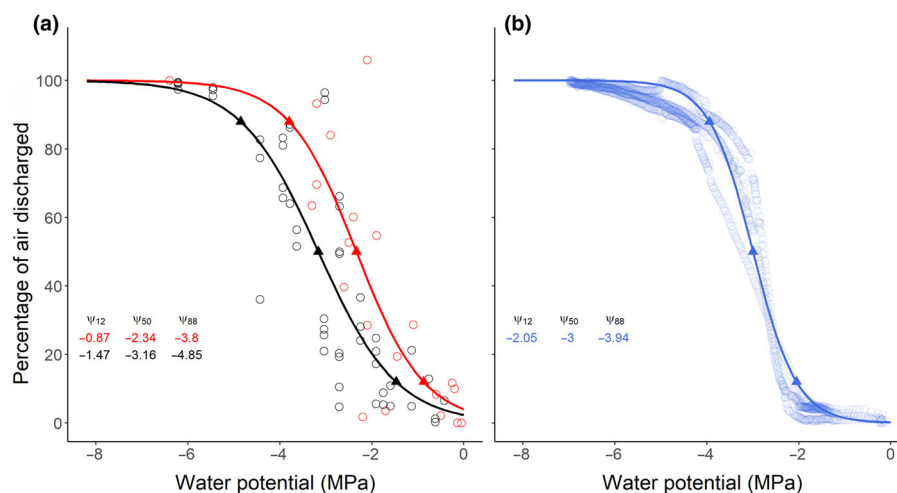 (a)
(b)
Percentage of air discharged
100
80
60
40
20
0
Ψ12 Ψ50 Ψ88
−0.87 −2.34 −3.8
−1.47 −3.16 −4.85
Ψ12 Ψ50 Ψ88
−2.05 −3 −3.94
−8 −6 −4 −2 0
−8 −6 −4 −2 0
Water potential (MPa)
Water potential (MPa)